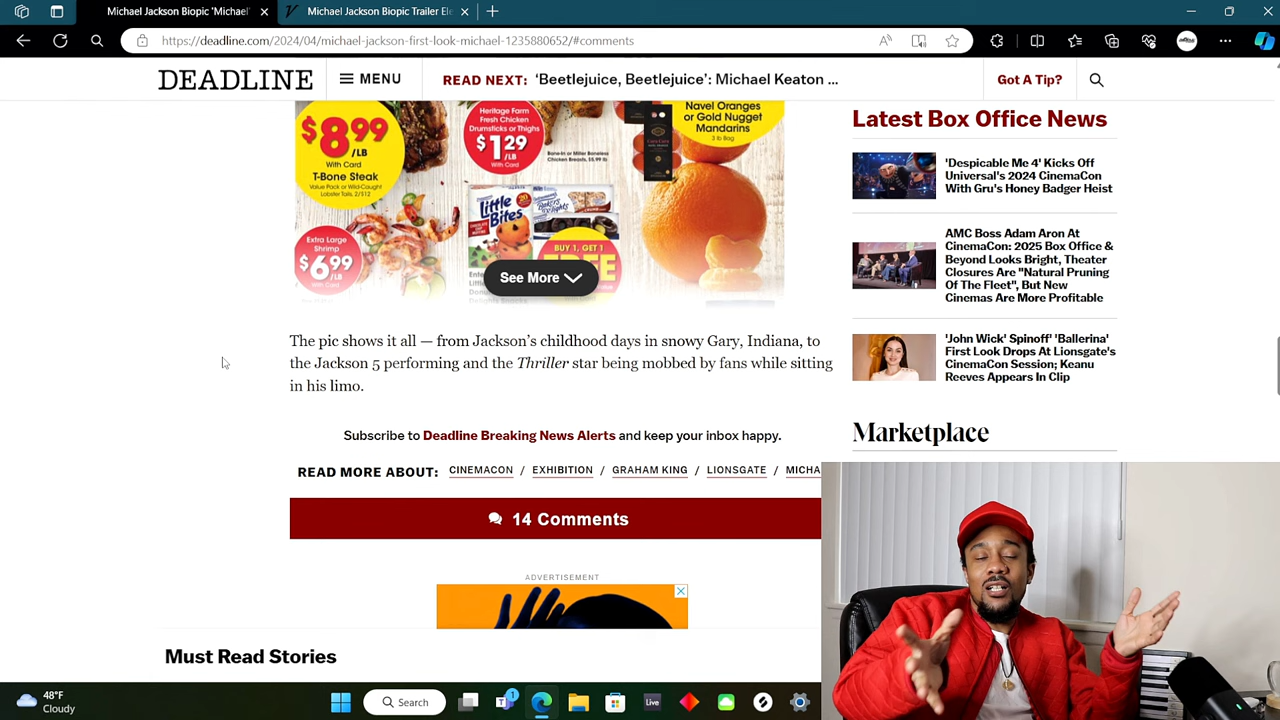 Michael Jackson Biopic 'Michael'
Michael Jackson Biopic Trailer Ele
https://deadline.com/2024/04/michael-jackson-first-look-michael-1235880652/#comments
DEADLINE
MENU
READ NEXT: 'Beetlejuice, Beetlejuice': Michael Keaton ...
Got A Tip?
$8.99
/LB
With Card
T-Bone Steak
Value Pack or Wild-Caught
Lobster Tails, 2/$12
Heritage Farm
Fresh Chicken
Drumsticks or Thighs
$1.29
/LB
With Card
Bone-In or Miller Boneless
Chicken Breasts, $5.99 lb
Navel Oranges
or Gold Nugget
Mandarins
3 lb Bag
Little
Bites
Extra Large
Shrimp
$6.99
/LB
With Card
BUY 1, GET 1
FREE
See More
The pic shows it all — from Jackson's childhood days in snowy Gary, Indiana, to
the Jackson 5 performing and the Thriller star being mobbed by fans while sitting
in his limo.
Subscribe to Deadline Breaking News Alerts and keep your inbox happy.
READ MORE ABOUT: CINEMACON / EXHIBITION / GRAHAM KING / LIONSGATE / MICHA
14 Comments
ADVERTISEMENT
Must Read Stories
Latest Box Office News
'Despicable Me 4' Kicks Off
Universal's 2024 CinemaCon
With Gru's Honey Badger Heist
AMC Boss Adam Aron At
CinemaCon: 2025 Box Office &
Beyond Looks Bright, Theater
Closures Are "Natural Pruning
Of The Fleet", But New
Cinemas Are More Profitable
'John Wick' Spinoff 'Ballerina'
First Look Drops At Lionsgate's
CinemaCon Session; Keanu
Reeves Appears In Clip
Marketplace
48°F
Cloudy
Search
1
Live